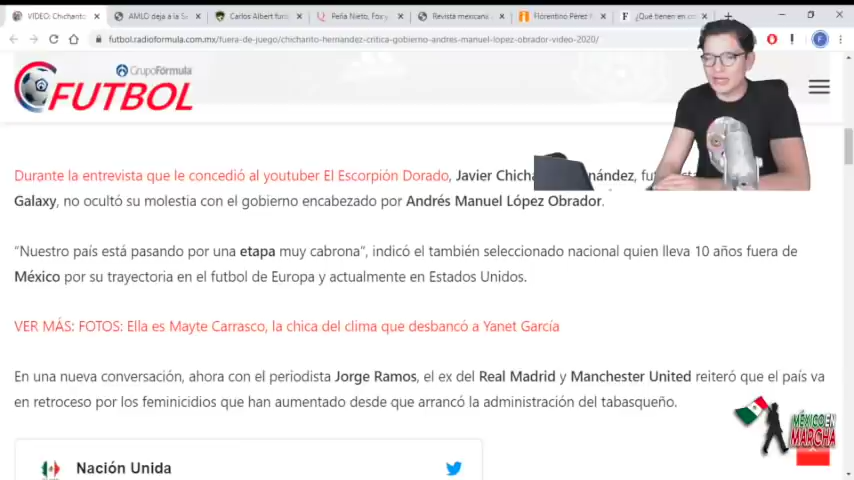 VIDEO: Chichanto
AMLO deja a la Se
Carlos Albert furio
Peña Nieto, Fox y
Revista mexicana
Florentino Pérez
¿Qué tienen en co
futbol.radioformula.com.mx/fuera-de-juego/chicharito-hernandez-critica-gobierno-andres-manuel-lopez-obrador-video-2020/
GrupoFórmula
FUTBOL
Durante la entrevista que le concedió al youtuber El Escorpión Dorado, Javier
Galaxy, no ocultó su molestia con el gobierno encabezado por Andrés Manuel López Obrador.
“Nuestro país está pasando por una etapa muy cabrona”, indicó el también seleccionado nacional quien lleva 10 años fuera de
México por su trayectoria en el futbol de Europa y actualmente en Estados Unidos.
VER MÁS: FOTOS: Ella es Mayte Carrasco, la chica del clima que desbancó a Yanet García
En una nueva conversación, ahora con el periodista Jorge Ramos, el ex del Real Madrid y Manchester United reiteró que el país va
en retroceso por los feminicidios que han aumentado desde que arrancó la administración del tabasqueño.
Nación Unida
MÉXICO EN
MARCHA